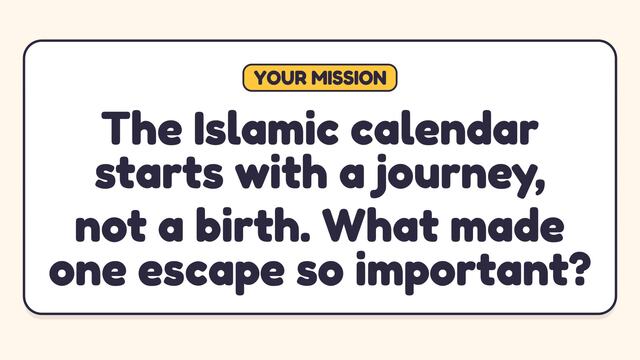 YOUR MISSION
The Islamic calendar
starts with a journey,
not a birth. What made
one escape so important?